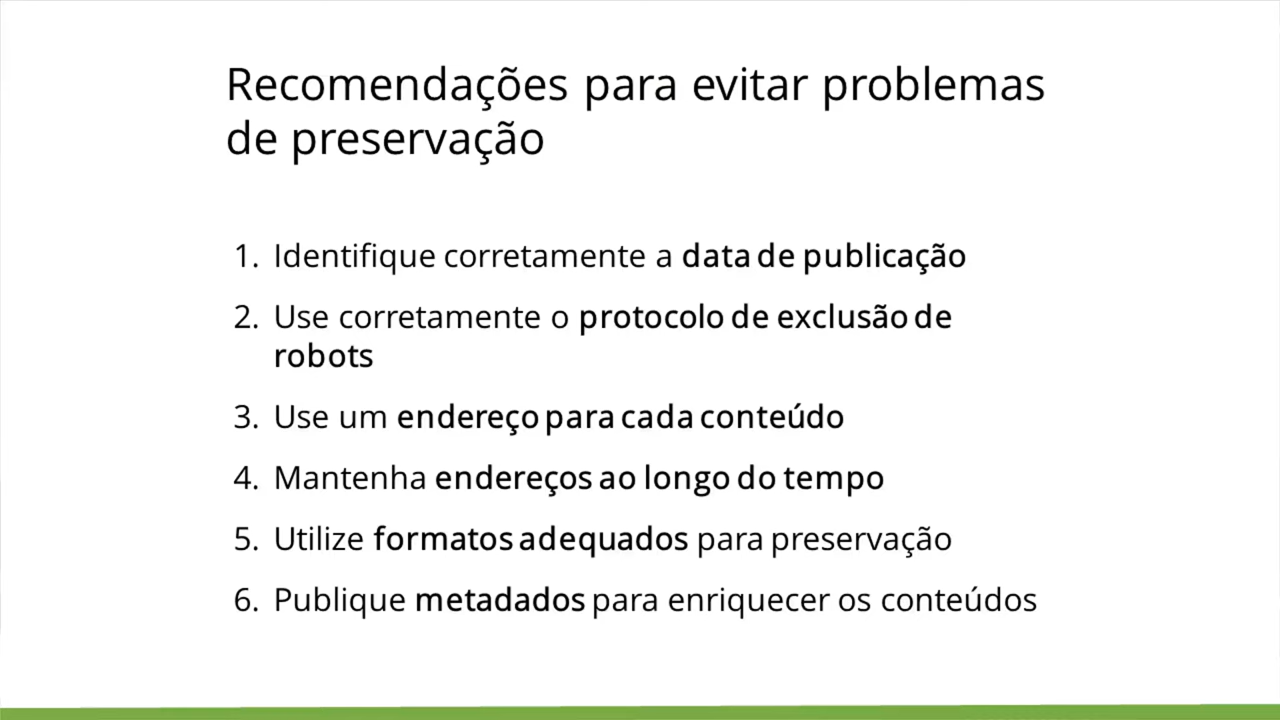 Recomendações para evitar problemas
de preservação
1. Identifique corretamente a data de publicação
2. Use corretamente o protocolo de exclusão de
robots
3. Use um endereço para cada conteúdo
4. Mantenha endereços ao longo do tempo
5. Utilize formatos adequados para preservação
6. Publique metadados para enriquecer os conteúdos